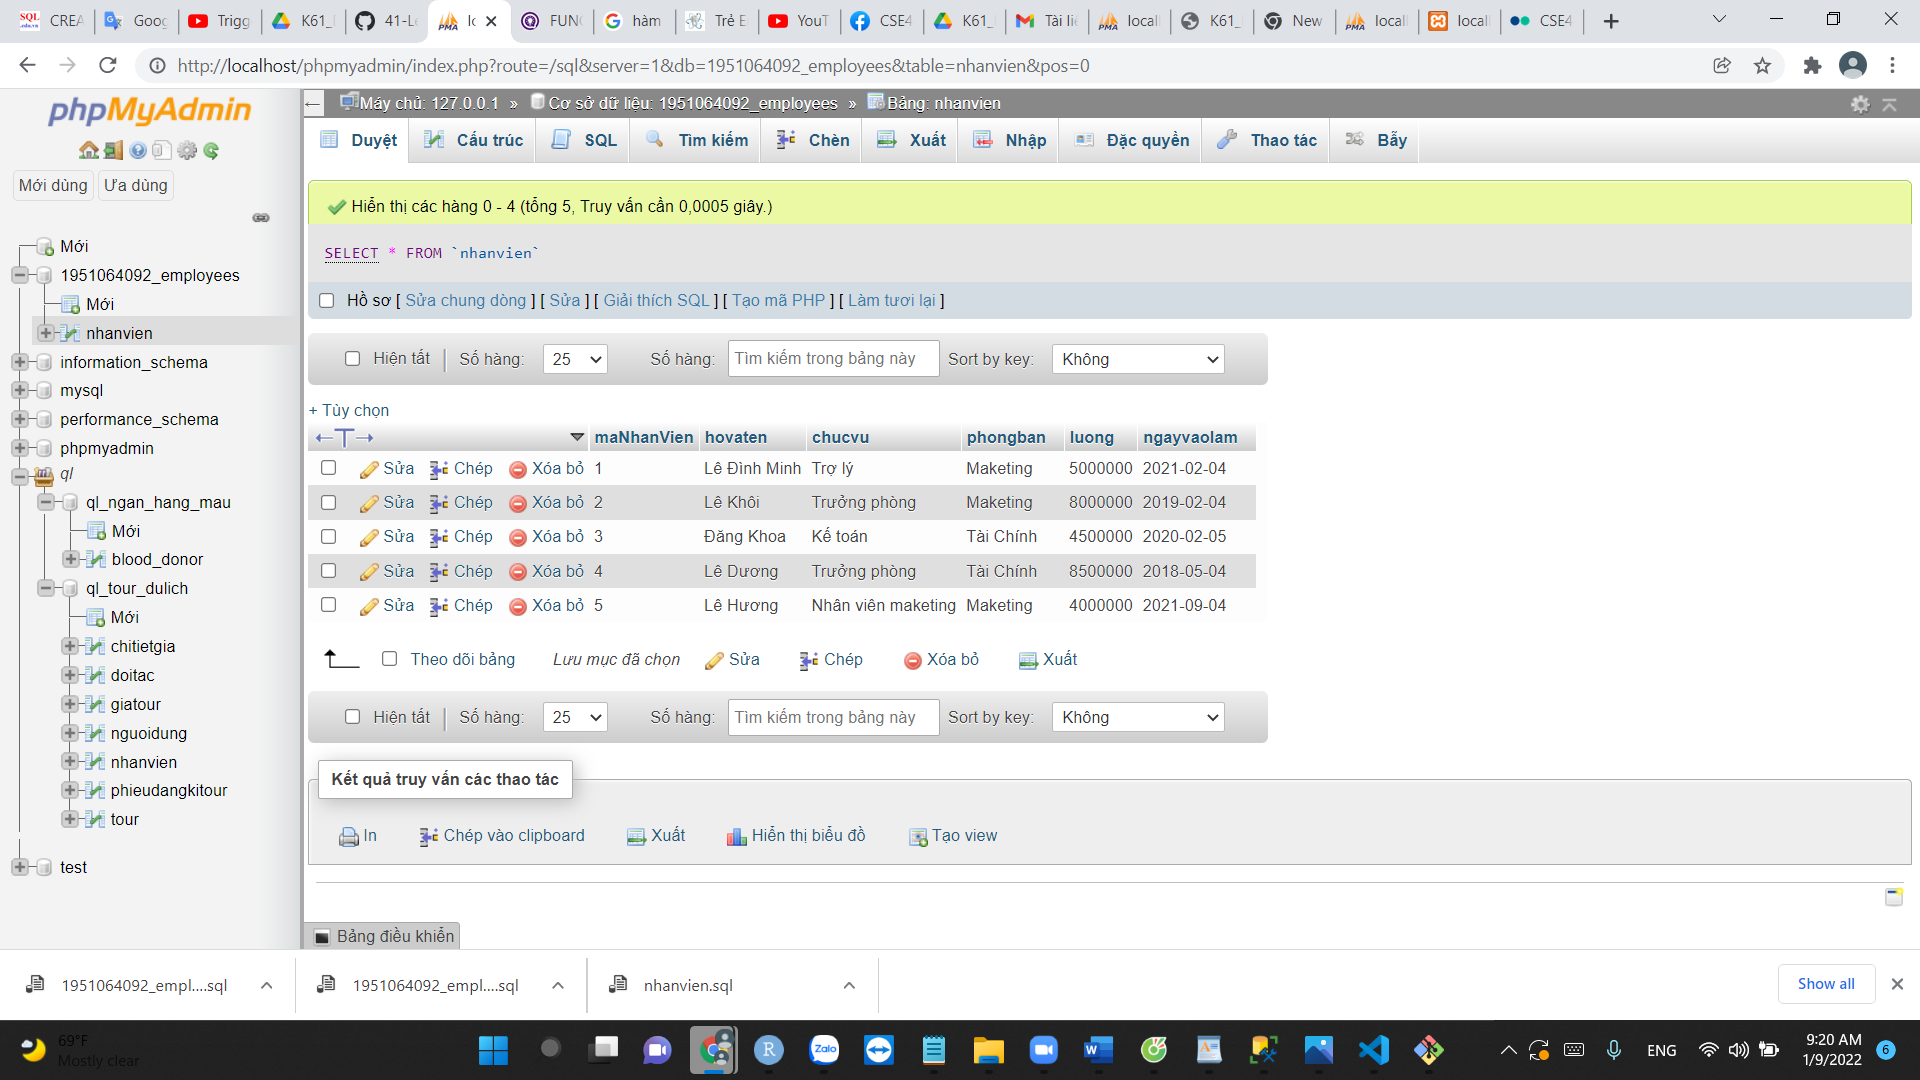 CREA
Goog
Trigg
K61_
41-Le
lo
FUNC
hàm
Trẻ E
YouT
CSE4
K61_
Tài liệ
locall
K61_
New
locall
locall
CSE4
http://localhost/phpmyadmin/index.php?route=/sql&server=1&db=1951064092_employees&table=nhanvien&pos=0
phpMyAdmin
Mới dùng
Ưa dùng
Mới
1951064092_employees
Mới
nhanvien
information_schema
mysql
performance_schema
phpmyadmin
ql
ql_ngan_hang_mau
Mới
blood_donor
ql_tour_dulich
Mới
chitietgia
doitac
giatour
nguoidung
nhanvien
phieudangkitour
tour
test
Máy chủ: 127.0.0.1 » Cơ sở dữ liệu: 1951064092_employees » Bảng: nhanvien
Duyệt Cấu trúc SQL Tìm kiếm Chèn Xuất Nhập Đặc quyền Thao tác Bẫy
Hiển thị các hàng 0 - 4 (tổng 5, Truy vấn cần 0,0005 giây.)
SELECT * FROM `nhanvien`
Hồ sơ [ Sửa chung dòng ] [ Sửa ] [ Giải thích SQL ] [ Tạo mã PHP ] [ Làm tươi lại ]
Hiện tất Số hàng: 25 Số hàng: Tìm kiếm trong bảng này Sort by key: Không
+ Tùy chọn
←T→ maNhanVien hovaten chucvu phongban luong ngayvaolam
Sửa Chép Xóa bỏ 1 Lê Đình Minh Trợ lý Maketing 5000000 2021-02-04
Sửa Chép Xóa bỏ 2 Lê Khôi Trưởng phòng Maketing 8000000 2019-02-04
Sửa Chép Xóa bỏ 3 Đăng Khoa Kế toán Tài Chính 4500000 2020-02-05
Sửa Chép Xóa bỏ 4 Lê Dương Trưởng phòng Tài Chính 8500000 2018-05-04
Sửa Chép Xóa bỏ 5 Lê Hương Nhân viên maketing Maketing 4000000 2021-09-04
Theo dõi bảng Lưu mục đã chọn Sửa Chép Xóa bỏ Xuất
Hiện tất Số hàng: 25 Số hàng: Tìm kiếm trong bảng này Sort by key: Không
Kết quả truy vấn các thao tác
In Chép vào clipboard Xuất Hiển thị biểu đồ Tạo view
Bảng điều khiển
1951064092_empl....sql
1951064092_empl....sql
nhanvien.sql
Show all
69°F
Mostly clear
Zalo
ENG
9:20 AM
1/9/2022
6